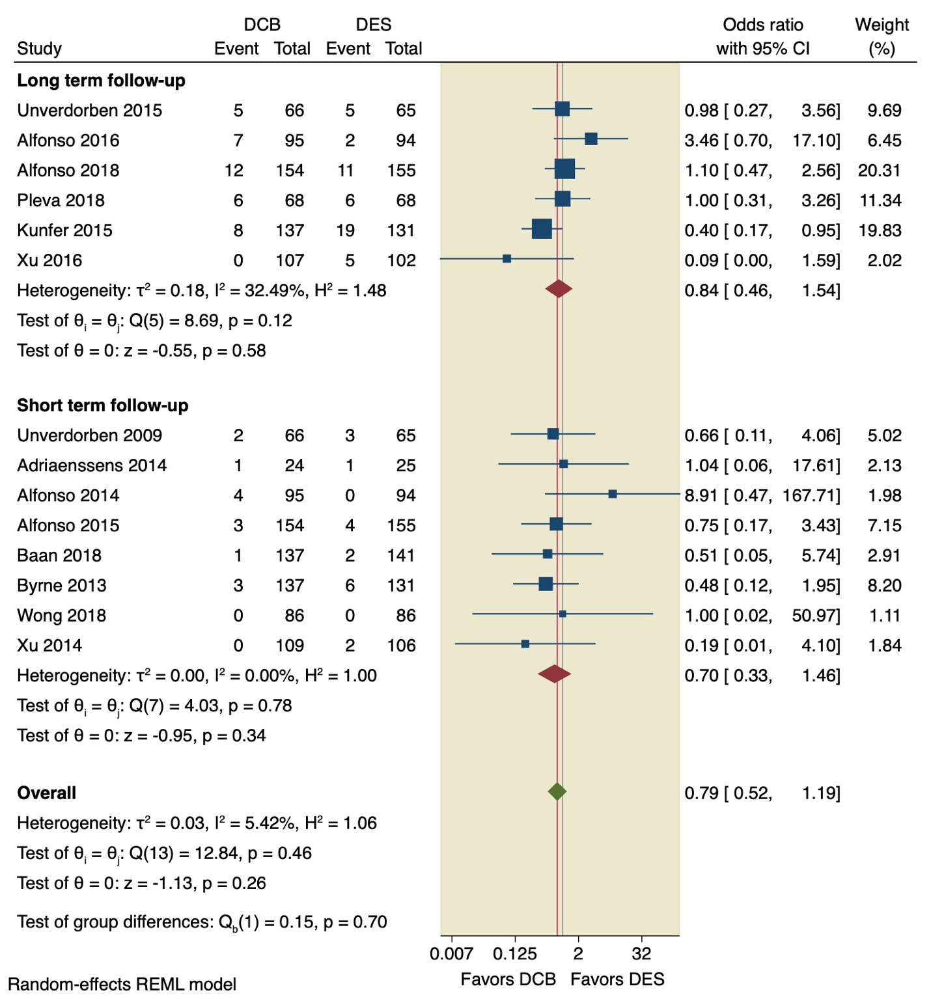 DCB DES Odds ratio Weight
Study Event Total Event Total with 95% CI (%)
Long term follow-up
Unverdorben 2015 5 66 5 65 0.98 [ 0.27, 3.56] 9.69
Alfonso 2016 7 95 2 94 3.46 [ 0.70, 17.10] 6.45
Alfonso 2018 12 154 11 155 1.10 [ 0.47, 2.56] 20.31
Pleva 2018 6 68 6 68 1.00 [ 0.31, 3.26] 11.34
Kunfer 2015 8 137 19 131 0.40 [ 0.17, 0.95] 19.83
Xu 2016 0 107 5 102 0.09 [ 0.00, 1.59] 2.02
Heterogeneity: τ² = 0.18, I² = 32.49%, H² = 1.48 0.84 [ 0.46, 1.54]
Test of θᵢ = θⱼ: Q(5) = 8.69, p = 0.12
Test of θ = 0: z = -0.55, p = 0.58
Short term follow-up
Unverdorben 2009 2 66 3 65 0.66 [ 0.11, 4.06] 5.02
Adriaenssens 2014 1 24 1 25 1.04 [ 0.06, 17.61] 2.13
Alfonso 2014 4 95 0 94 8.91 [ 0.47, 167.71] 1.98
Alfonso 2015 3 154 4 155 0.75 [ 0.17, 3.43] 7.15
Baan 2018 1 137 2 141 0.51 [ 0.05, 5.74] 2.91
Byrne 2013 3 137 6 131 0.48 [ 0.12, 1.95] 8.20
Wong 2018 0 86 0 86 1.00 [ 0.02, 50.97] 1.11
Xu 2014 0 109 2 106 0.19 [ 0.01, 4.10] 1.84
Heterogeneity: τ² = 0.00, I² = 0.00%, H² = 1.00 0.70 [ 0.33, 1.46]
Test of θᵢ = θⱼ: Q(7) = 4.03, p = 0.78
Test of θ = 0: z = -0.95, p = 0.34
Overall 0.79 [ 0.52, 1.19]
Heterogeneity: τ² = 0.03, I² = 5.42%, H² = 1.06
Test of θᵢ = θⱼ: Q(13) = 12.84, p = 0.46
Test of θ = 0: z = -1.13, p = 0.26
Test of group differences: Q_b(1) = 0.15, p = 0.70
0.007 0.125 2 32
Favors DCB Favors DES
Random-effects REML model